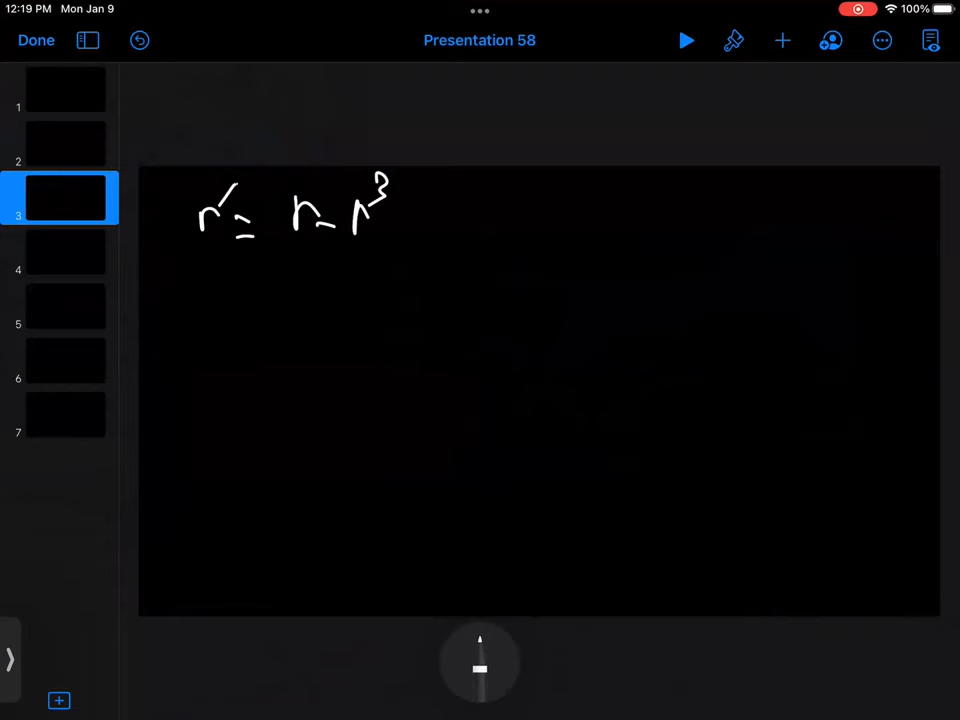 12:19 PM Mon Jan 9
100%
Done
Presentation 58
r' = r - r³
1
2
3
4
5
6
7